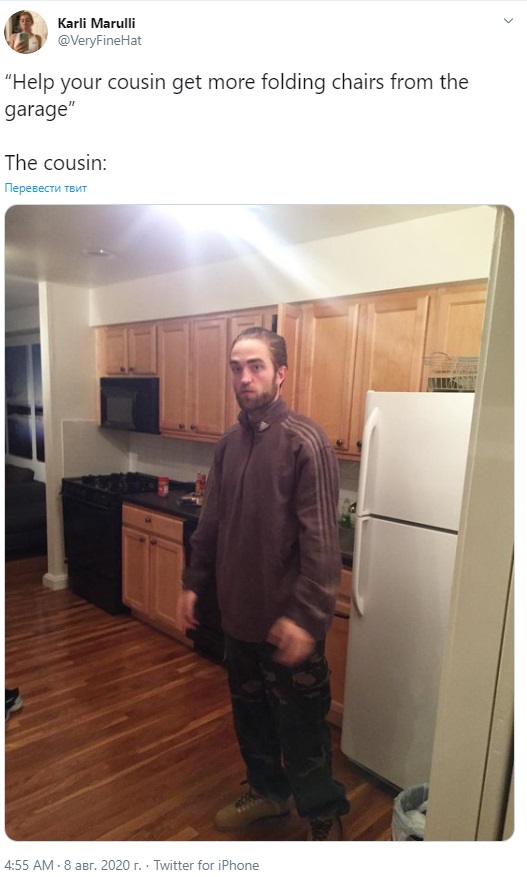 Karli Marulli
@VeryFineHat
“Help your cousin get more folding chairs from the
garage”
The cousin:
Перевести твит
4:55 AM · 8 авг. 2020 г. · Twitter for iPhone